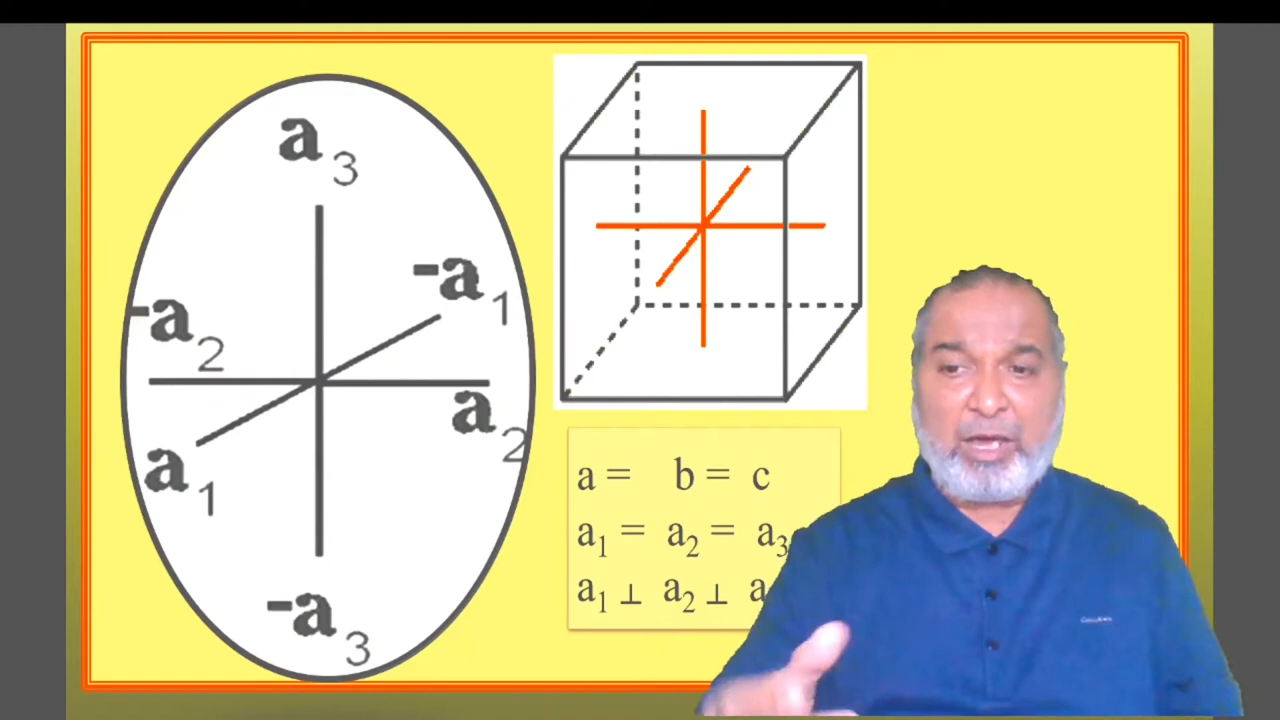 a3
-a1
-a2
a2
a1
-a3
a = b = c
a1 = a2 = a3
a1 ⊥ a2 ⊥ a